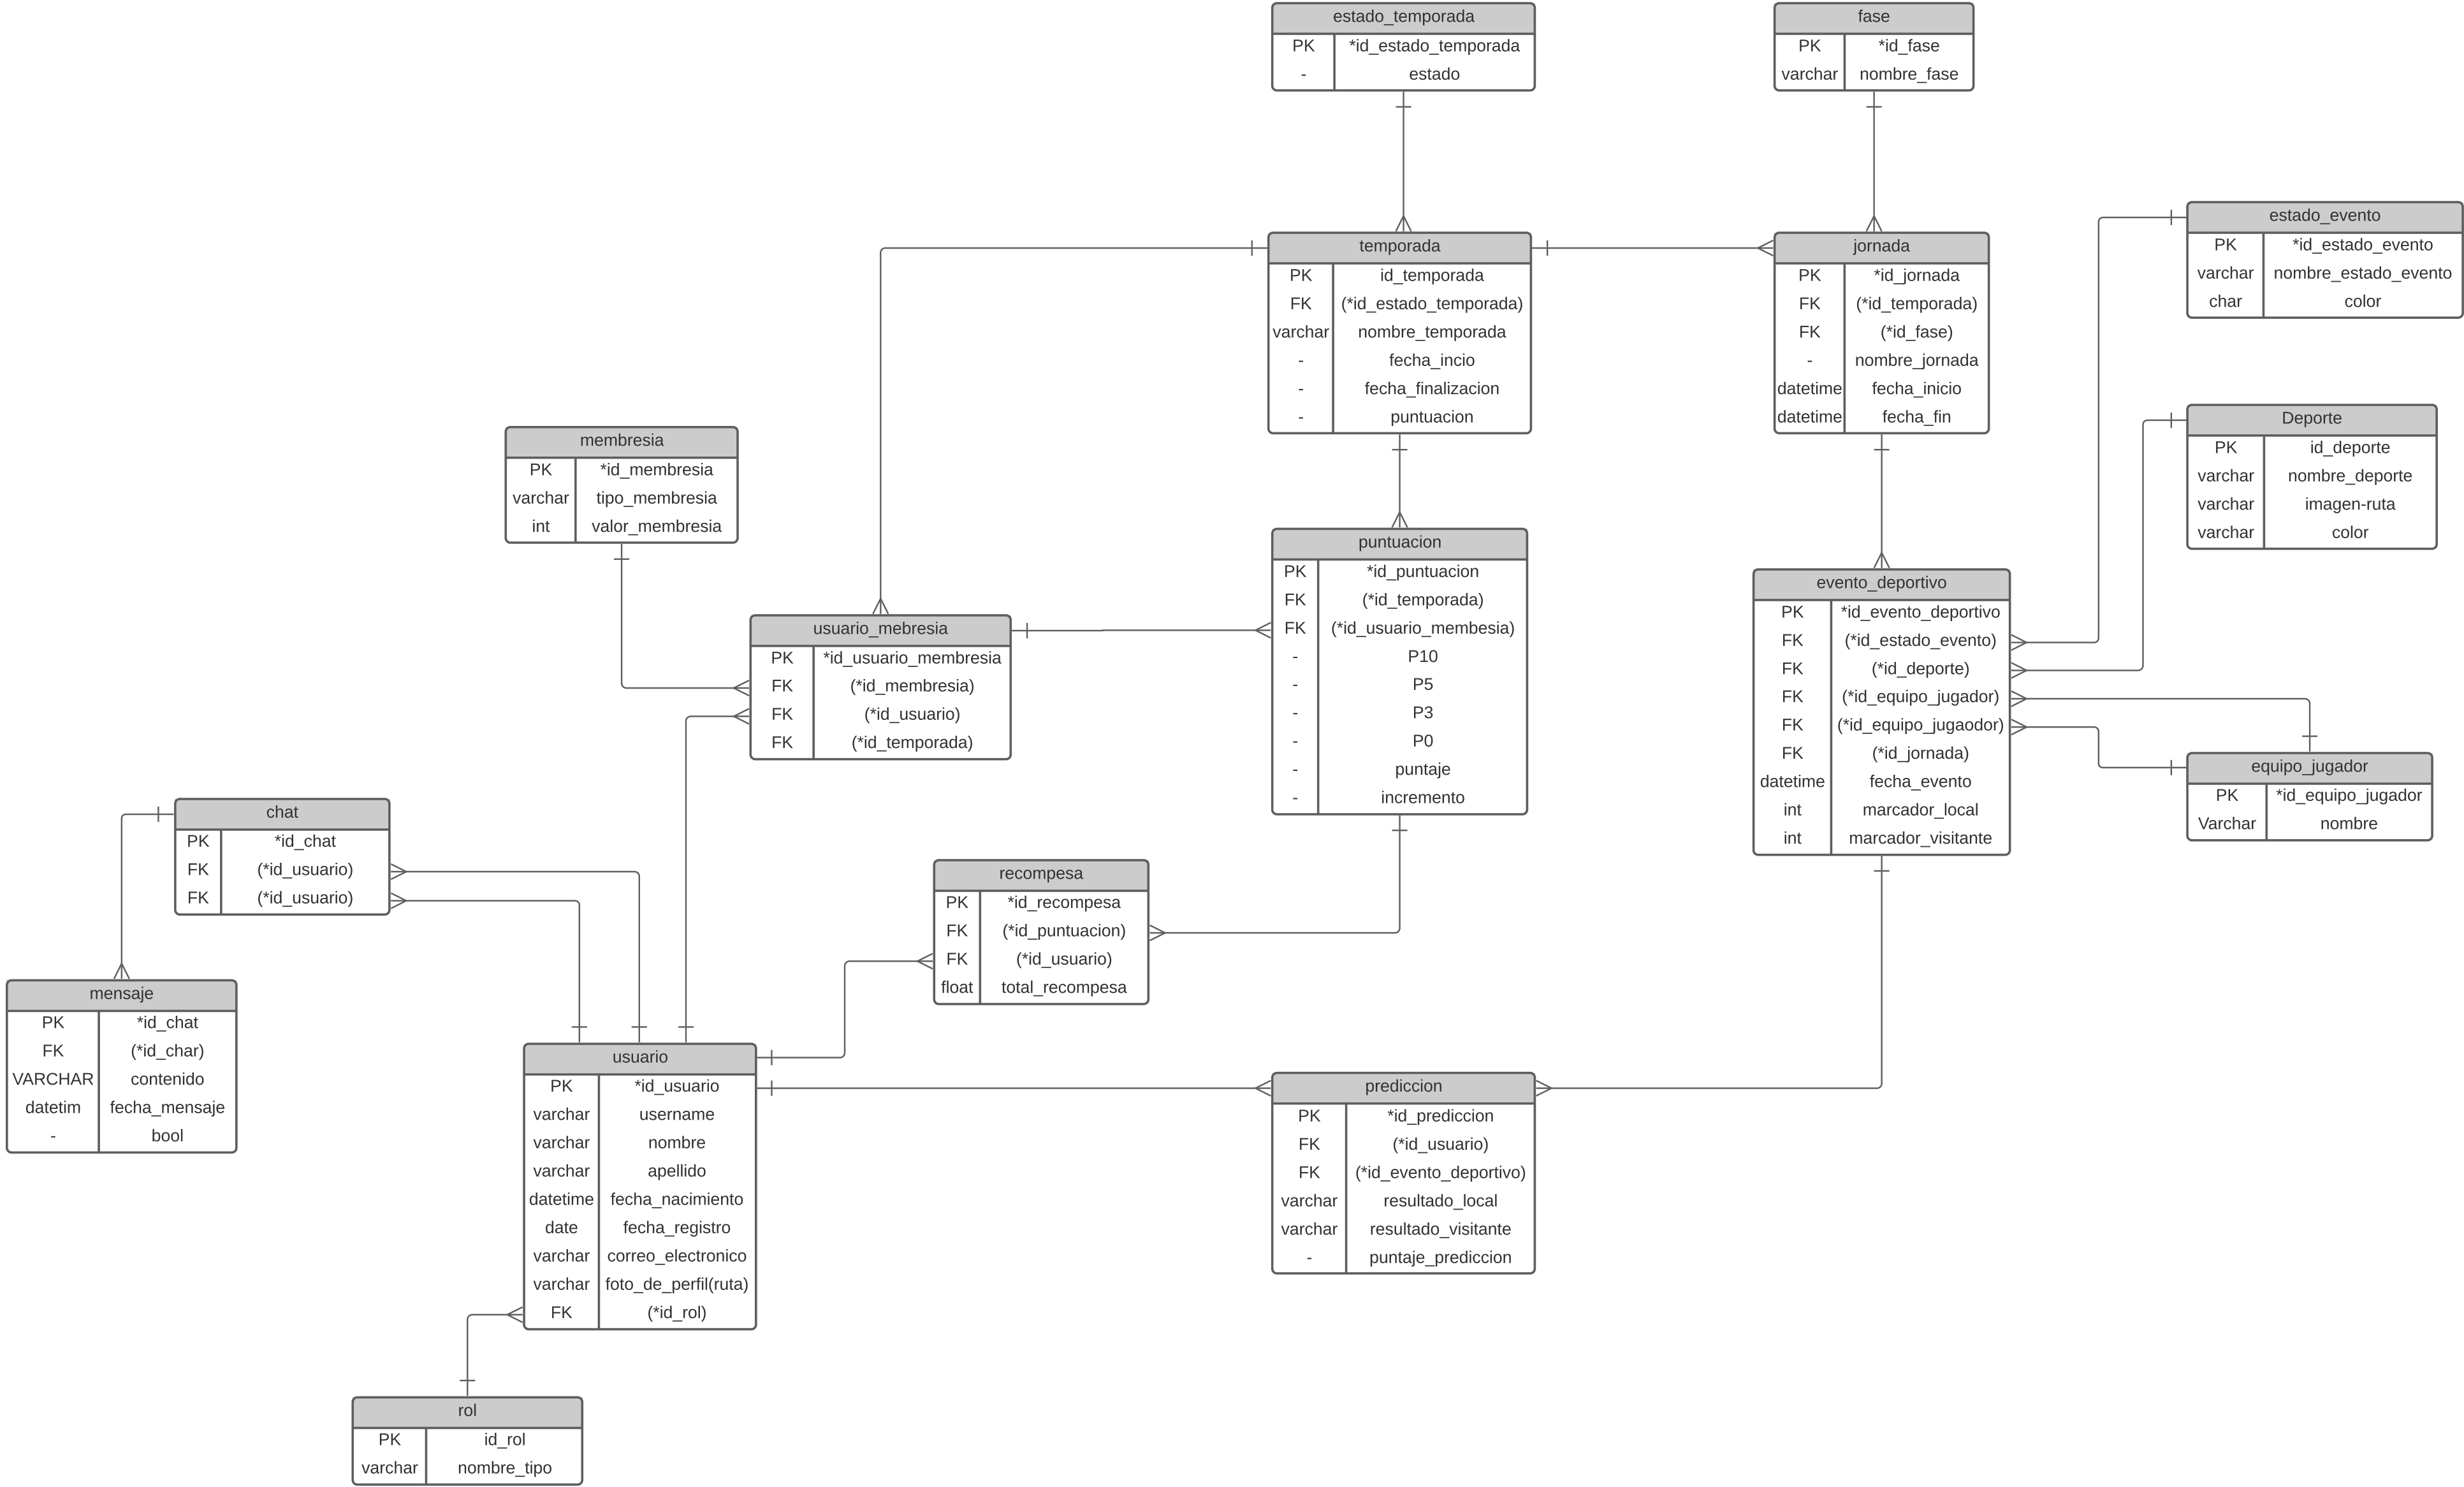 estado_temporada
PK *id_estado_temporada
- estado
fase
PK *id_fase
varchar nombre_fase
estado_evento
PK *id_estado_evento
varchar nombre_estado_evento
char color
temporada
PK id_temporada
FK (*id_estado_temporada)
varchar nombre_temporada
- fecha_incio
- fecha_finalizacion
- puntuacion
jornada
PK *id_jornada
FK (*id_temporada)
FK (*id_fase)
- nombre_jornada
datetime fecha_inicio
datetime fecha_fin
Deporte
PK id_deporte
varchar nombre_deporte
varchar imagen-ruta
varchar color
membresia
PK *id_membresia
varchar tipo_membresia
int valor_membresia
puntuacion
PK *id_puntuacion
FK (*id_temporada)
FK (*id_usuario_membesia)
- P10
- P5
- P3
- P0
- puntaje
- incremento
evento_deportivo
PK *id_evento_deportivo
FK (*id_estado_evento)
FK (*id_deporte)
FK (*id_equipo_jugador)
FK (*id_equipo_jugaodor)
FK (*id_jornada)
datetime fecha_evento
int marcador_local
int marcador_visitante
usuario_mebresia
PK *id_usuario_membresia
FK (*id_membresia)
FK (*id_usuario)
FK (*id_temporada)
equipo_jugador
PK *id_equipo_jugador
Varchar nombre
chat
PK *id_chat
FK (*id_usuario)
FK (*id_usuario)
recompesa
PK *id_recompesa
FK (*id_puntuacion)
FK (*id_usuario)
float total_recompesa
mensaje
PK *id_chat
FK (*id_char)
VARCHAR contenido
datetim fecha_mensaje
- bool
usuario
PK *id_usuario
varchar username
varchar nombre
varchar apellido
datetime fecha_nacimiento
date fecha_registro
varchar correo_electronico
varchar foto_de_perfil(ruta)
FK (*id_rol)
prediccion
PK *id_prediccion
FK (*id_usuario)
FK (*id_evento_deportivo)
varchar resultado_local
varchar resultado_visitante
- puntaje_prediccion
rol
PK id_rol
varchar nombre_tipo